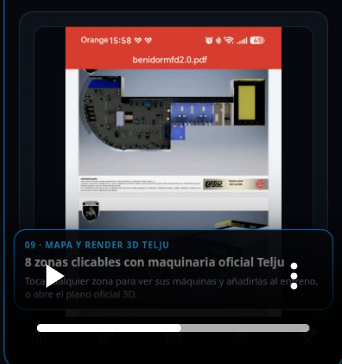 Orange 15:58
benidormfd2.0.pdf
09 · MAPA Y RENDER 3D TELJU
8 zonas clicables con maquinaria oficial Telju
Toca cualquier zona para ver sus máquinas y añadirlas al entreno,
o abre el plano oficial 3D.